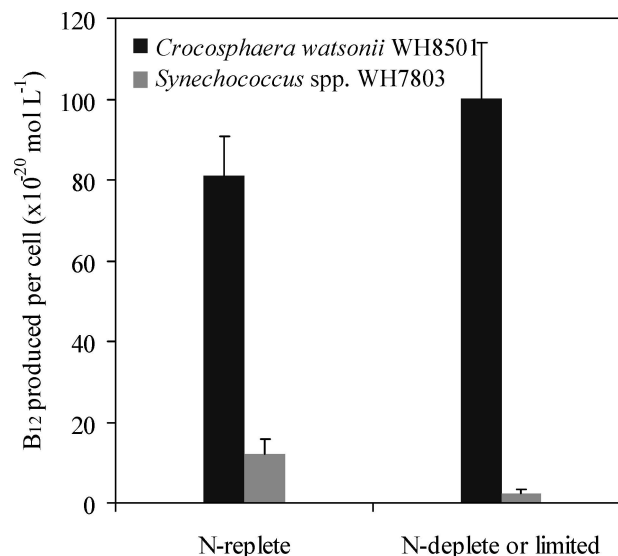 120
100
80
60
40
20
0
B₁₂ produced per cell (x10⁻²⁰ mol L⁻¹)
Crocosphaera watsonii WH8501
Synechococcus spp. WH7803
N-replete
N-deplete or limited